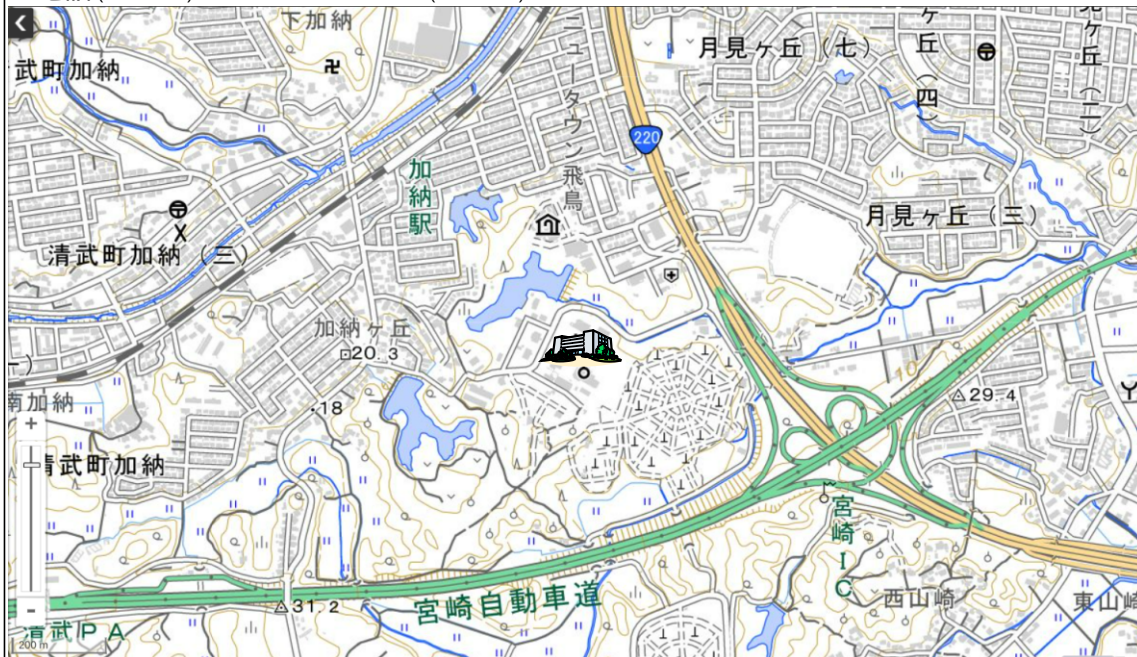 下加納
ニュータウン飛鳥
月見ヶ丘(七)
ヶ丘(四)
ヶ丘(二)
武町加納
220
加納駅
月見ヶ丘(三)
清武町加納(三)
加納ヶ丘
20.3
南加納
18
29.4
清武町加納
宮崎IC
宮崎自動車道
31.2
西山崎
東山崎
清武PA
200 m